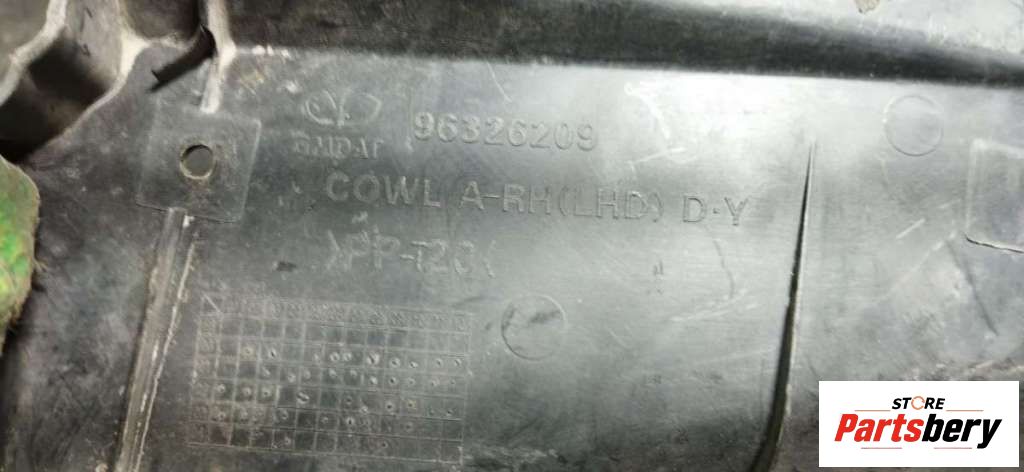 96326209
GMDAT
COWL A-RH(LHD) D·Y
>PP-T20<
STORE
Partsbery